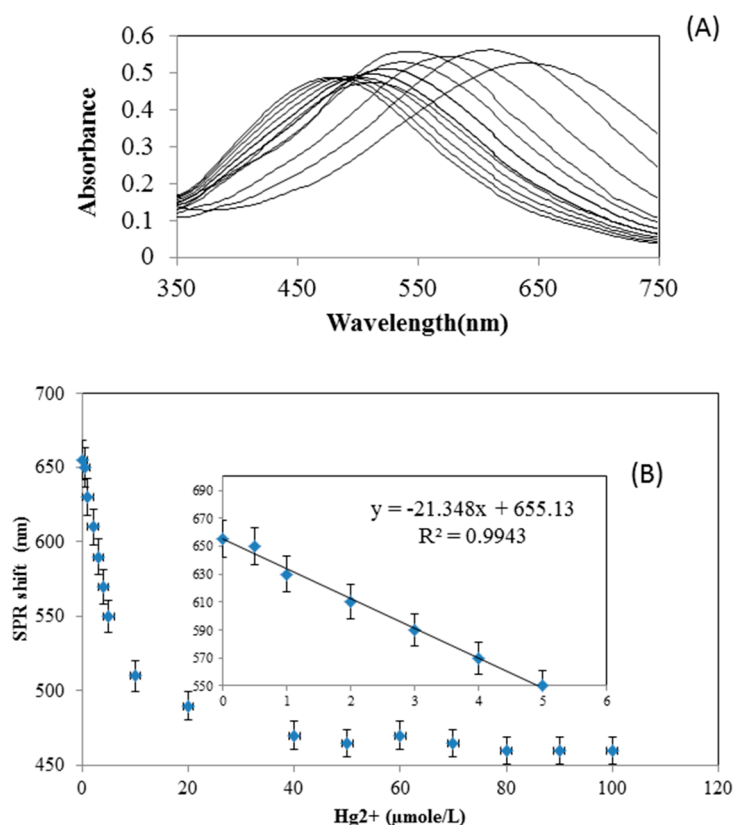 (A)
0.6
0.5
0.4
0.3
0.2
0.1
0
Absorbance
350 450 550 650 750
Wavelength(nm)
700
650
600
550
500
450
SPR shift (nm)
0 20 40 60 80 100 120
Hg2+ (µmole/L)
(B)
690
670
650
630
610
590
570
550
0 1 2 3 4 5 6
y = -21.348x + 655.13
R² = 0.9943